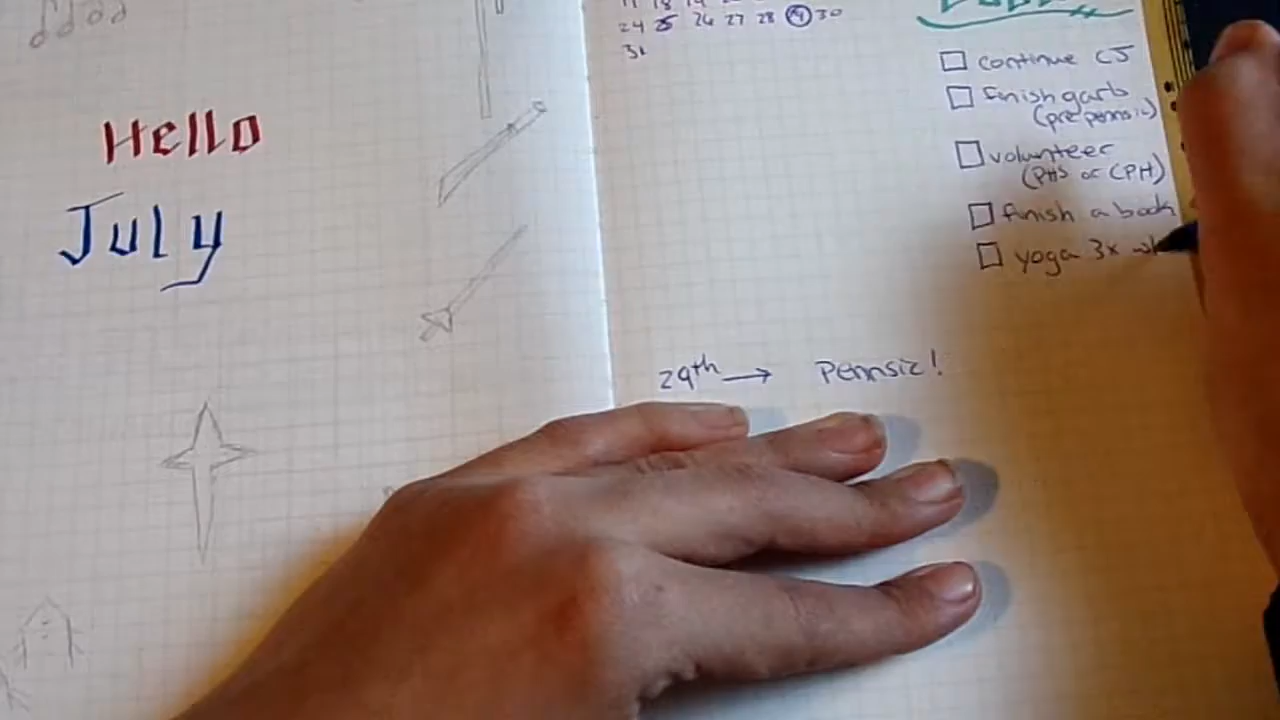 Hello
July
24 25 26 27 28 29 30
31
continue CJ
finish garb
(pre pennsic)
volunteer
(PHS or CPH)
finish a book
yoga 3x
29th → Pennsic!